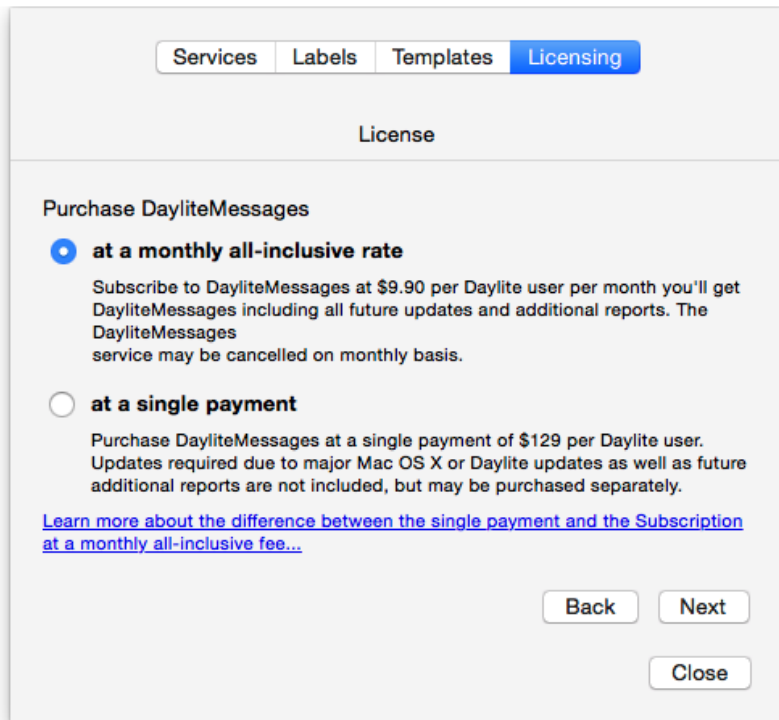 Services Labels Templates Licensing
License
Purchase DayliteMessages
at a monthly all-inclusive rate
Subscribe to DayliteMessages at $9.90 per Daylite user per month you'll get
DayliteMessages including all future updates and additional reports. The
DayliteMessages
service may be cancelled on monthly basis.
at a single payment
Purchase DayliteMessages at a single payment of $129 per Daylite user.
Updates required due to major Mac OS X or Daylite updates as well as future
additional reports are not included, but may be purchased separately.
Learn more about the difference between the single payment and the Subscription
at a monthly all-inclusive fee...
Back Next
Close